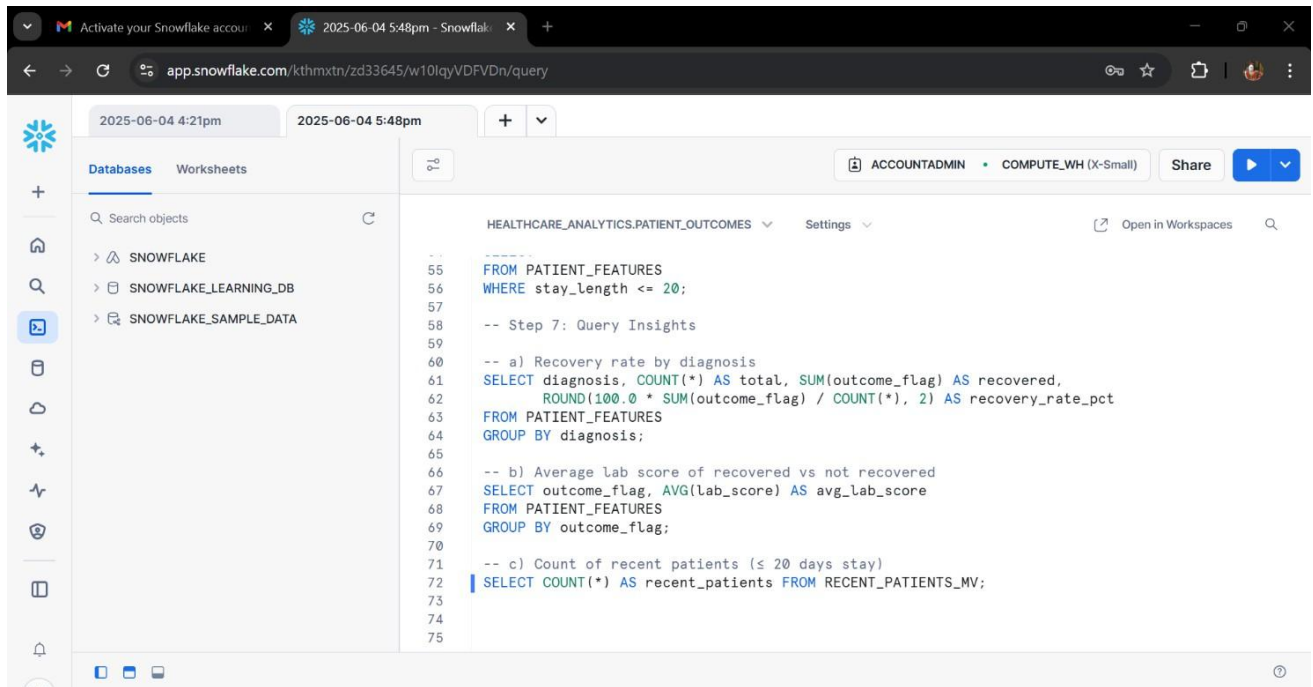 Activate your Snowflake accoun
2025-06-04 5:48pm - Snowflak
app.snowflake.com/kthmxtn/zd33645/w10IqyVDFVDn/query
2025-06-04 4:21pm
2025-06-04 5:48pm
Databases Worksheets
ACCOUNTADMIN • COMPUTE_WH (X-Small)
Share
Search objects
SNOWFLAKE
SNOWFLAKE_LEARNING_DB
SNOWFLAKE_SAMPLE_DATA
HEALTHCARE_ANALYTICS.PATIENT_OUTCOMES Settings Open in Workspaces
55 FROM PATIENT_FEATURES
56 WHERE stay_length <= 20;
57
58 -- Step 7: Query Insights
59
60 -- a) Recovery rate by diagnosis
61 SELECT diagnosis, COUNT(*) AS total, SUM(outcome_flag) AS recovered,
62 ROUND(100.0 * SUM(outcome_flag) / COUNT(*), 2) AS recovery_rate_pct
63 FROM PATIENT_FEATURES
64 GROUP BY diagnosis;
65
66 -- b) Average lab score of recovered vs not recovered
67 SELECT outcome_flag, AVG(lab_score) AS avg_lab_score
68 FROM PATIENT_FEATURES
69 GROUP BY outcome_flag;
70
71 -- c) Count of recent patients (≤ 20 days stay)
72 SELECT COUNT(*) AS recent_patients FROM RECENT_PATIENTS_MV;
73
74
75